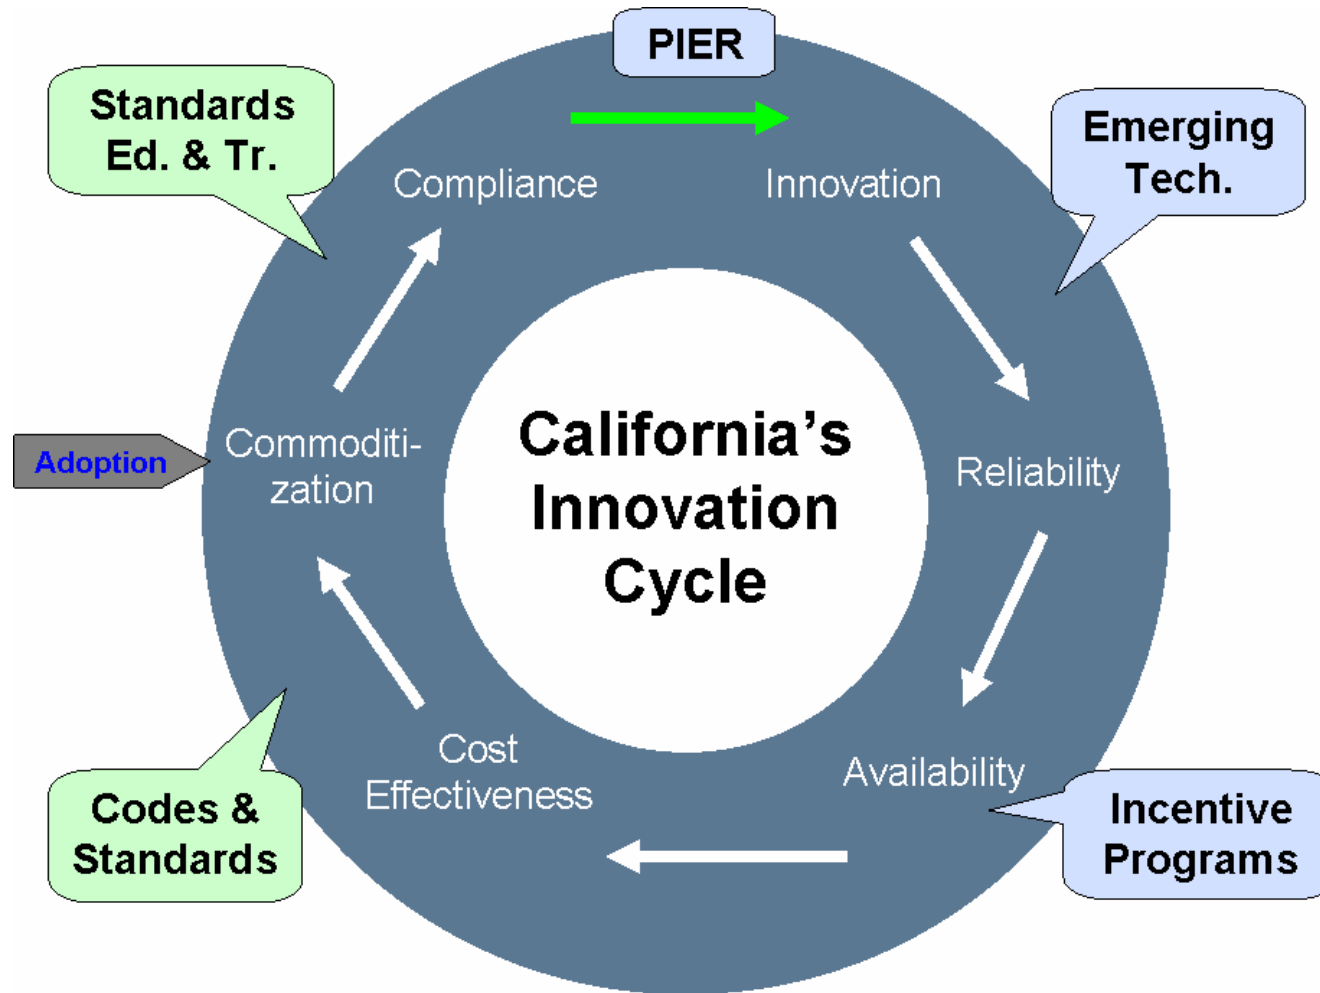 PIER
Standards
Ed. & Tr.
Emerging
Tech.
Compliance
Innovation
Adoption
Commoditi-
zation
California's
Innovation
Cycle
Reliability
Cost
Effectiveness
Availability
Codes &
Standards
Incentive
Programs